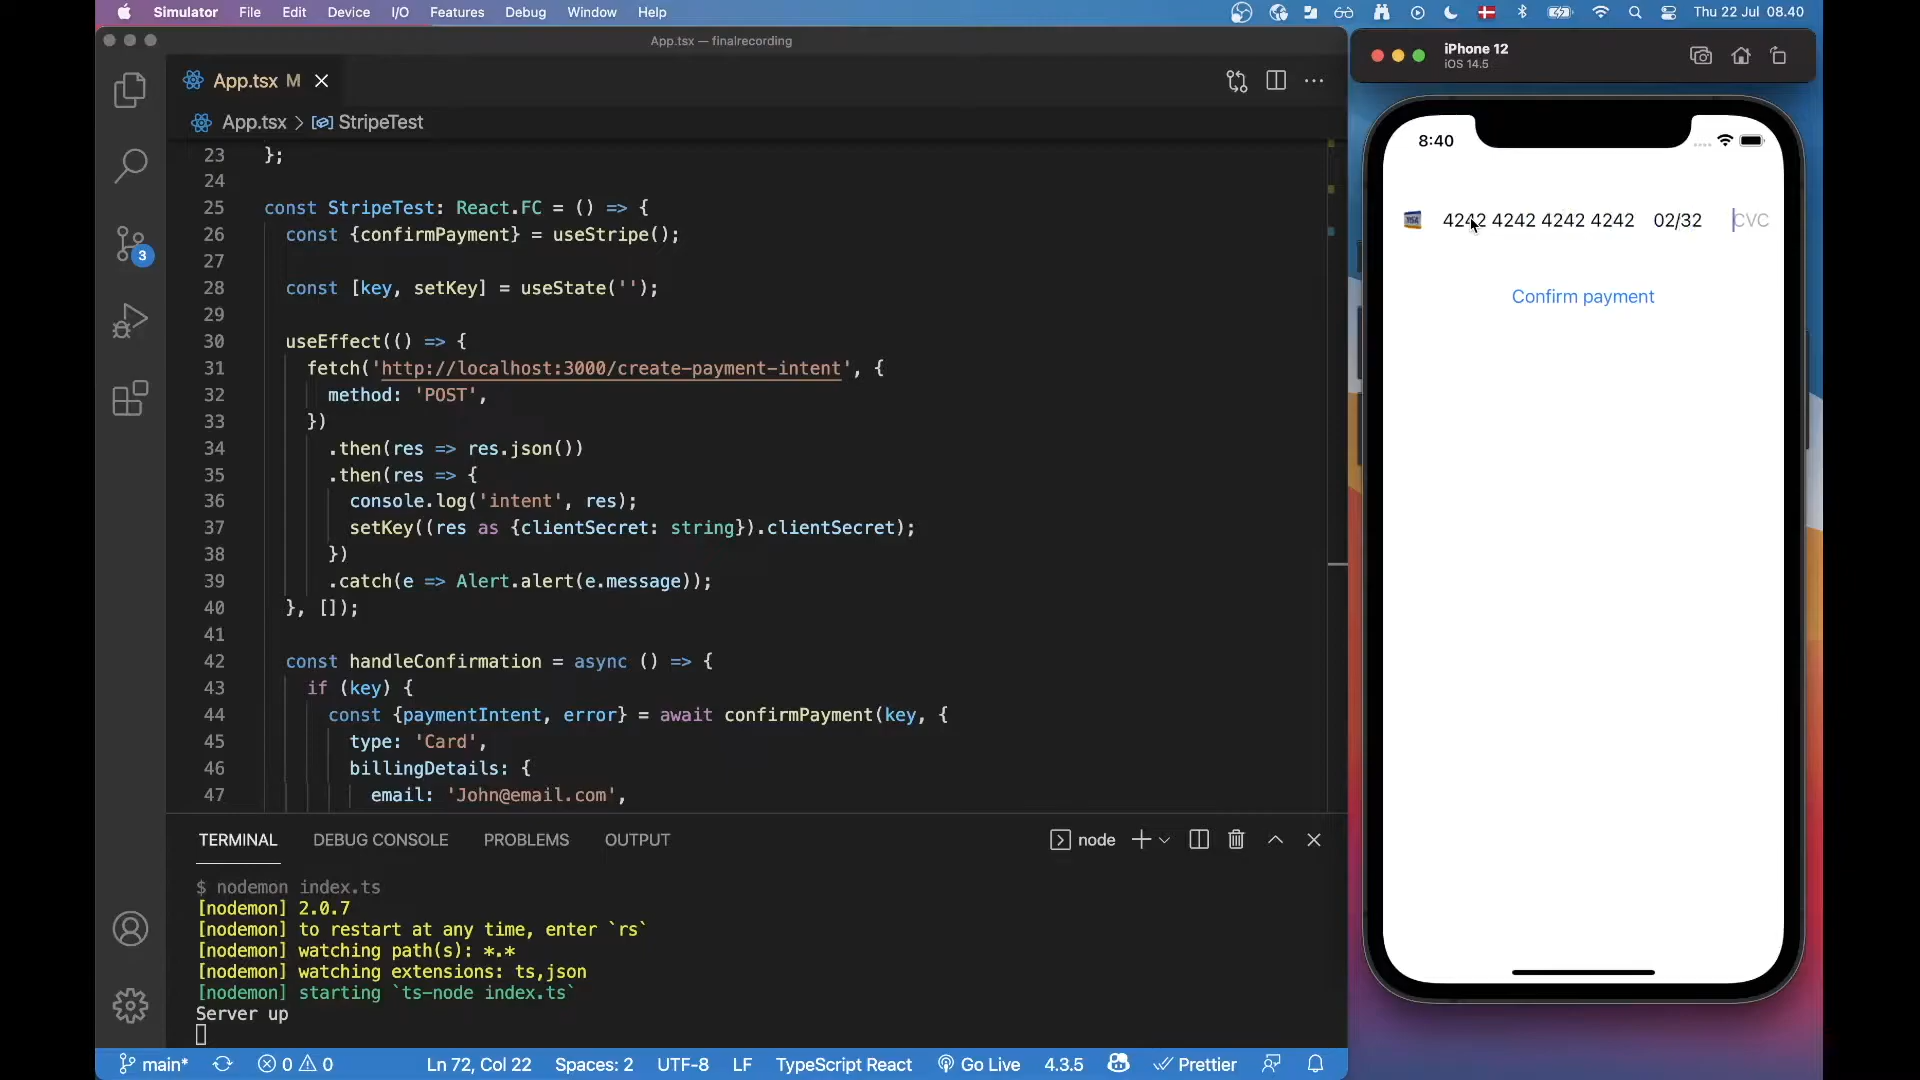 Simulator File Edit Device I/O Features Debug Window Help Thu 22 Jul 08.40
App.tsx — finalrecording
App.tsx M
App.tsx > StripeTest
23 };
24
25 const StripeTest: React.FC = () => {
26 const {confirmPayment} = useStripe();
27
28 const [key, setKey] = useState('');
29
30 useEffect(() => {
31 fetch('http://localhost:3000/create-payment-intent', {
32 method: 'POST',
33 })
34 .then(res => res.json())
35 .then(res => {
36 console.log('intent', res);
37 setKey((res as {clientSecret: string}).clientSecret);
38 })
39 .catch(e => Alert.alert(e.message));
40 }, []);
41
42 const handleConfirmation = async () => {
43 if (key) {
44 const {paymentIntent, error} = await confirmPayment(key, {
45 type: 'Card',
46 billingDetails: {
47 email: 'John@email.com',
3
TERMINAL DEBUG CONSOLE PROBLEMS OUTPUT node
$ nodemon index.ts
[nodemon] 2.0.7
[nodemon] to restart at any time, enter `rs`
[nodemon] watching path(s): *.*
[nodemon] watching extensions: ts,json
[nodemon] starting `ts-node index.ts`
Server up
main* 0 0 Ln 72, Col 22 Spaces: 2 UTF-8 LF TypeScript React Go Live 4.3.5 Prettier
iPhone 12
iOS 14.5
8:40
VISA 4242 4242 4242 4242 02/32 CVC
Confirm payment